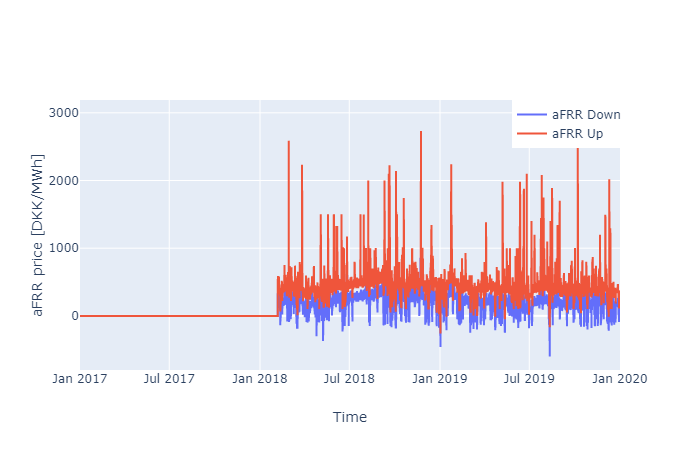 aFRR Down
aFRR Up
3000
2000
1000
0
aFRR price [DKK/MWh]
Jan 2017
Jul 2017
Jan 2018
Jul 2018
Jan 2019
Jul 2019
Jan 2020
Time